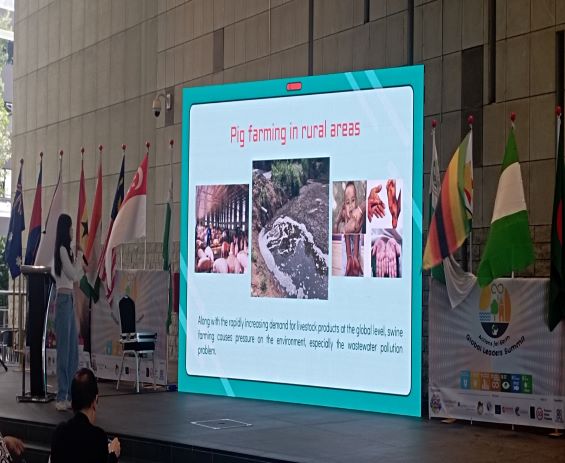 Pig farming in rural areas
Along with the rapidly increasing demand for livestock products at the global level, swine
farming causes pressure on the environment, especially the wastewater pollution
problem.
Global Leaders Summit